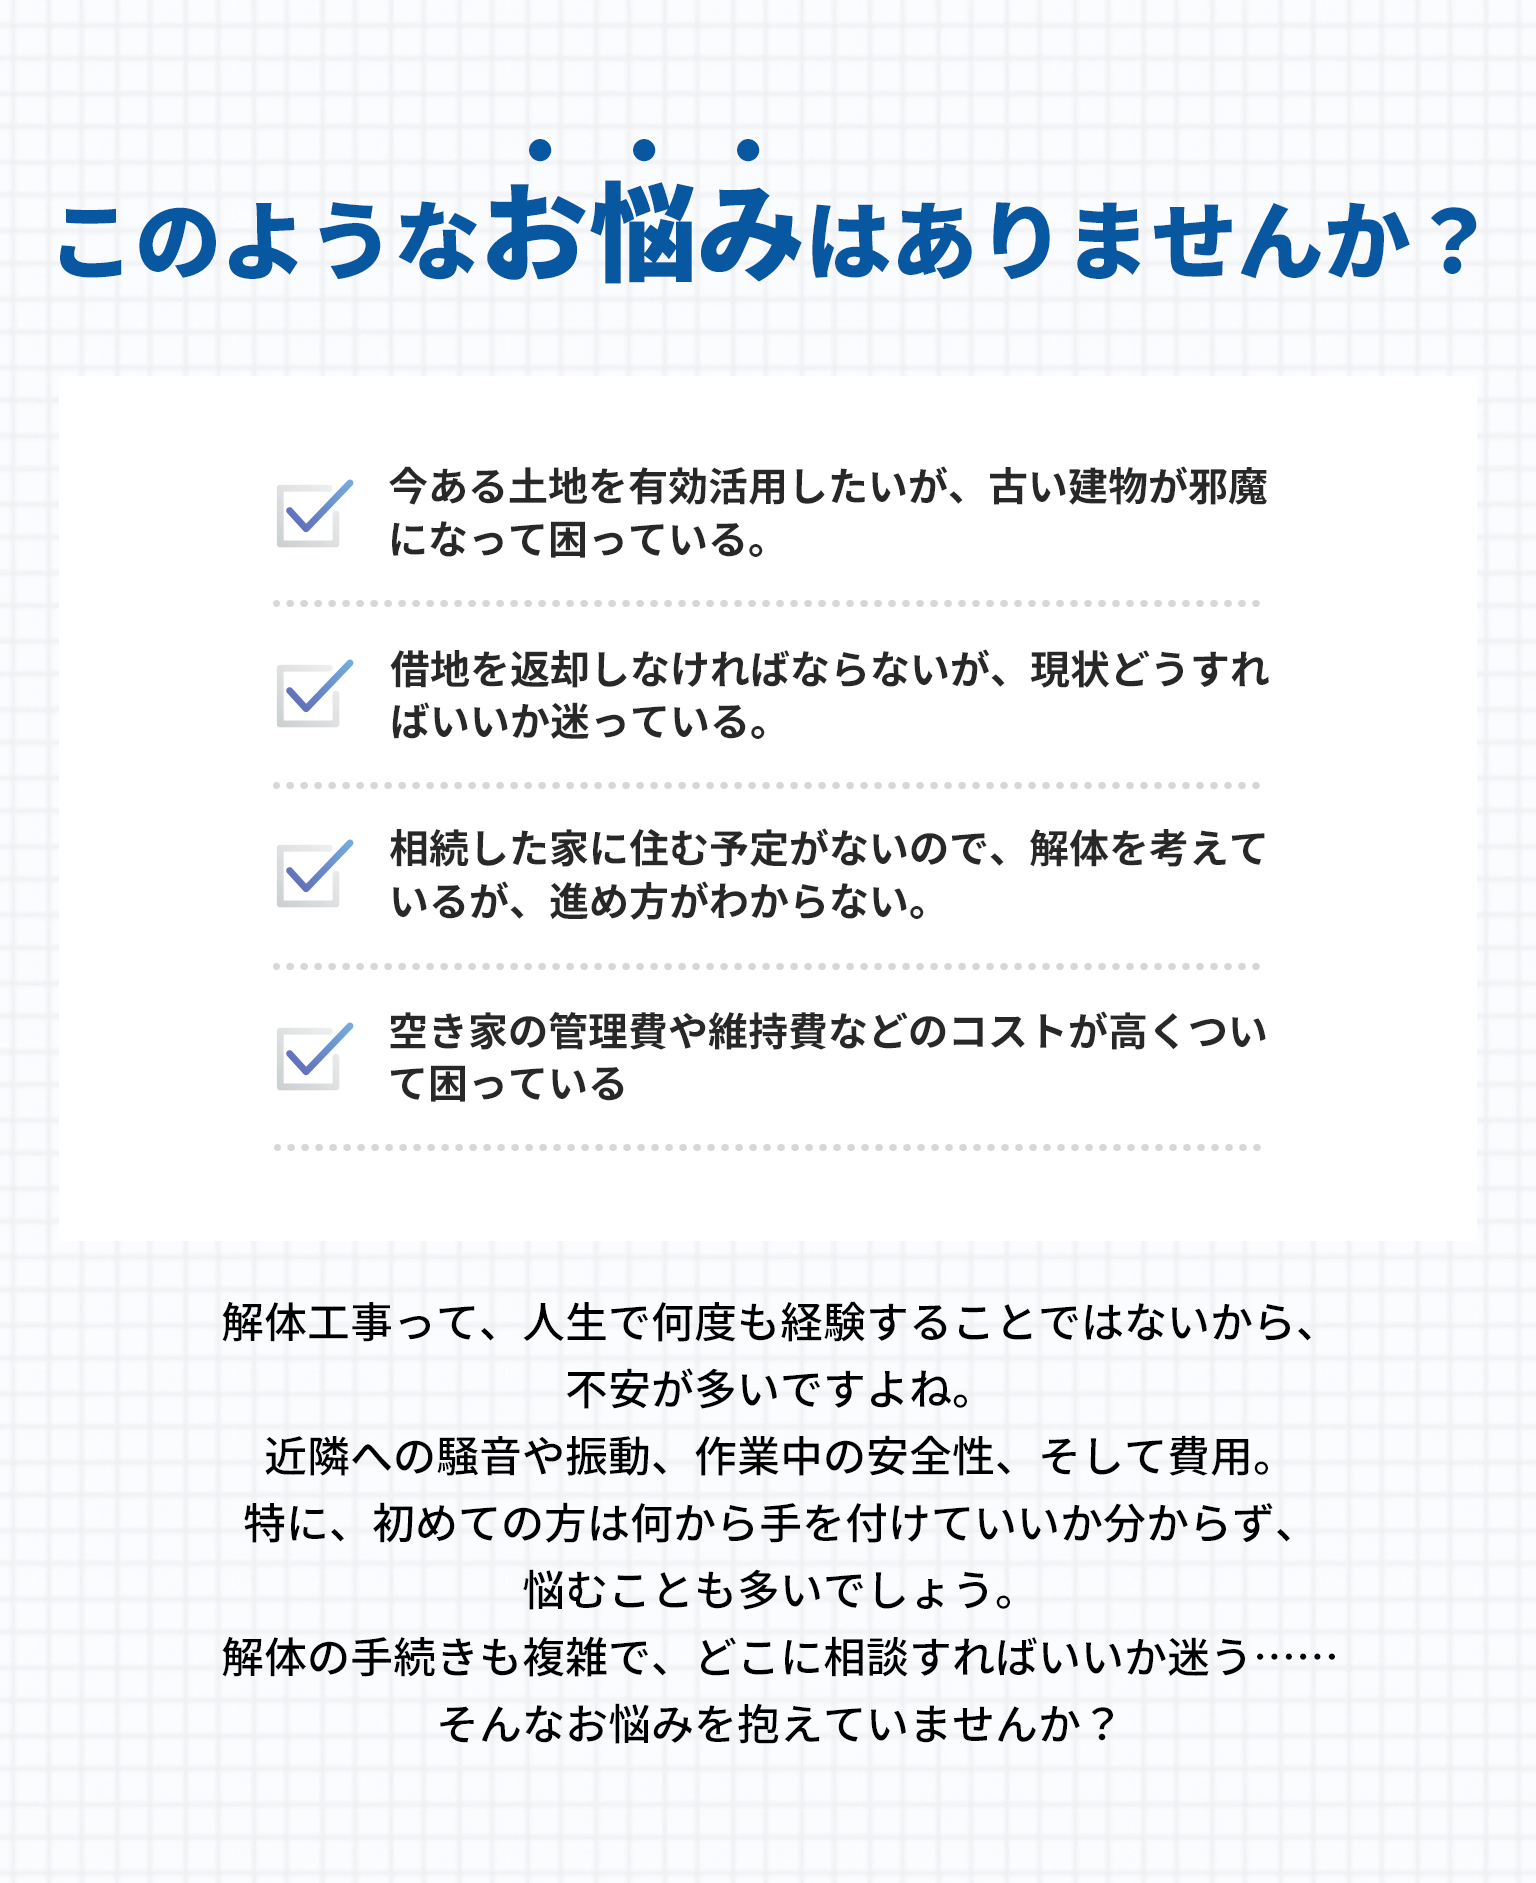 このようなお悩みはありませんか？
今ある土地を有効活用したいが、古い建物が邪魔
になって困っている。
借地を返却しなければならないが、現状どうすれ
ばいいか迷っている。
相続した家に住む予定がないので、解体を考えて
いるが、進め方がわからない。
空き家の管理費や維持費などのコストが高くつい
て困っている
解体工事って、人生で何度も経験することではないから、
不安が多いですよね。
近隣への騒音や振動、作業中の安全性、そして費用。
特に、初めての方は何から手を付けていいか分からず、
悩むことも多いでしょう。
解体の手続きも複雑で、どこに相談すればいいか迷う……
そんなお悩みを抱えていませんか？